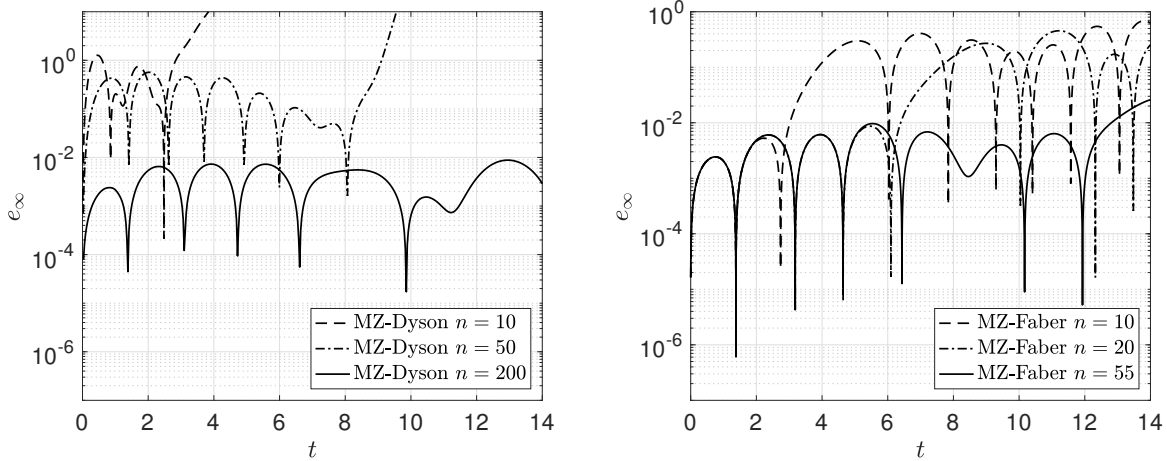 10^0
10^{-2}
10^{-4}
10^{-6}
e_∞
0 2 4 6 8 10 12 14
t
MZ-Dyson n = 10
MZ-Dyson n = 50
MZ-Dyson n = 200
10^0
10^{-2}
10^{-4}
10^{-6}
e_∞
0 2 4 6 8 10 12 14
t
MZ-Faber n = 10
MZ-Faber n = 20
MZ-Faber n = 55